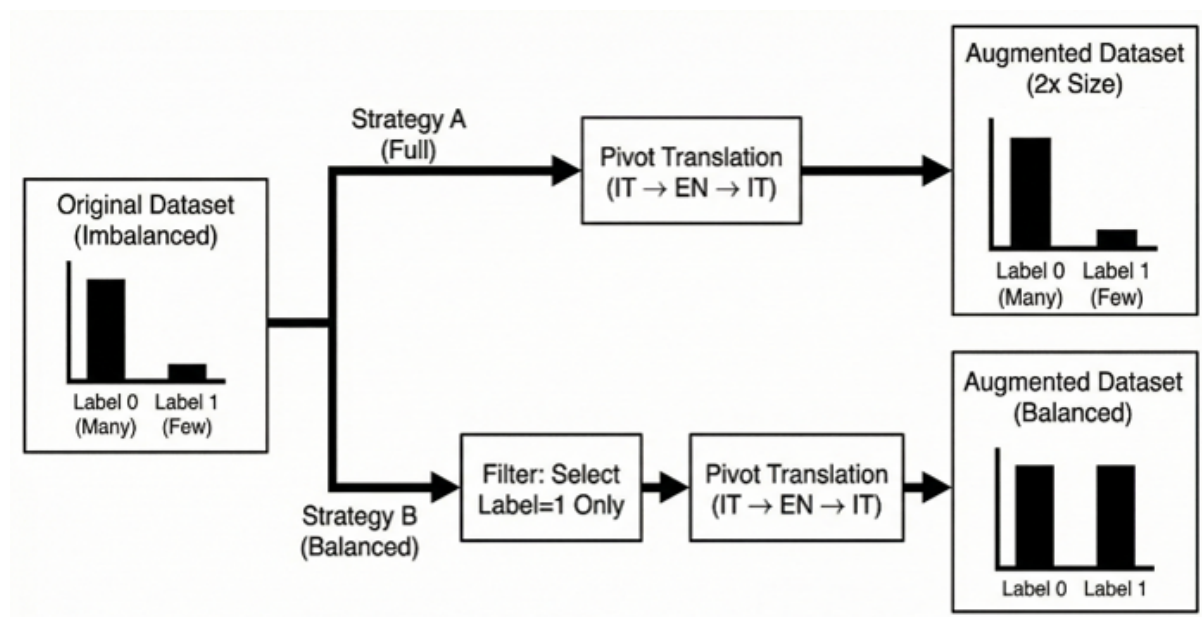 Original Dataset
(Imbalanced)
Label 0 Label 1
(Many) (Few)
Strategy A
(Full)
Pivot Translation
(IT → EN → IT)
Augmented Dataset
(2x Size)
Label 0 Label 1
(Many) (Few)
Strategy B
(Balanced)
Filter: Select
Label=1 Only
Pivot Translation
(IT → EN → IT)
Augmented Dataset
(Balanced)
Label 0 Label 1